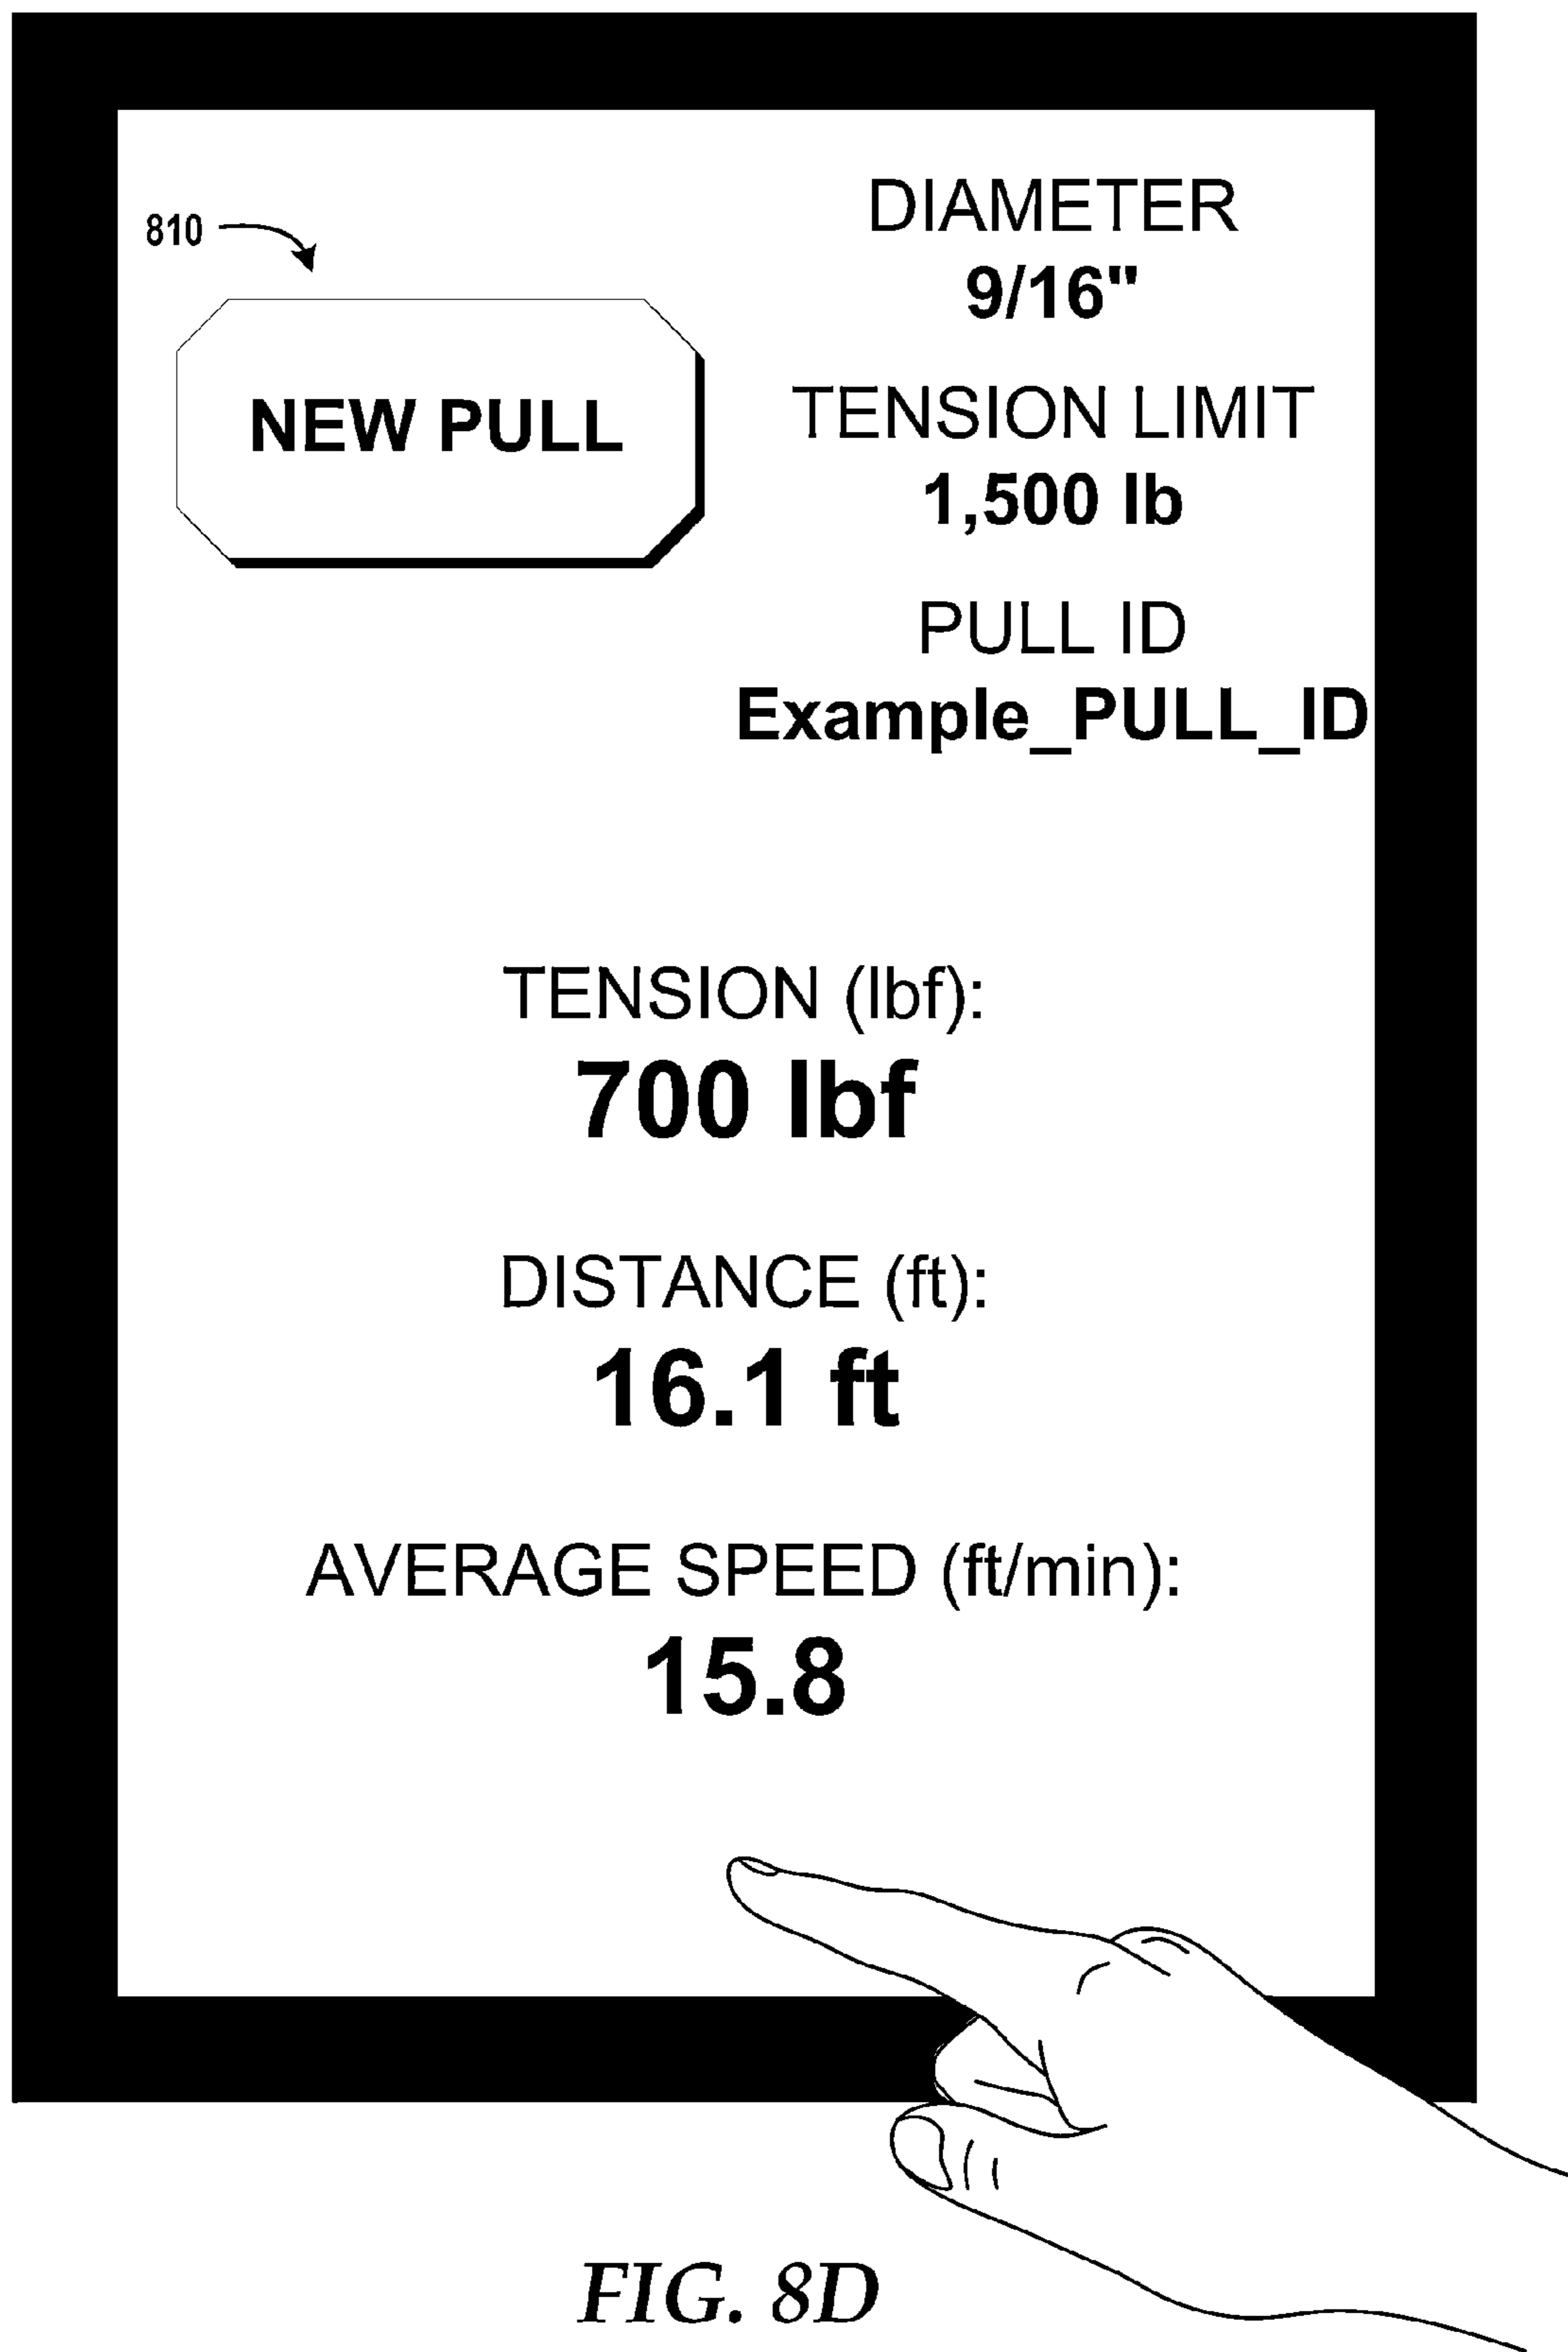 810
NEW PULL
DIAMETER
9/16"
TENSION LIMIT
1,500 lb
PULL ID
Example_PULL_ID
TENSION (lbf):
700 lbf
DISTANCE (ft):
16.1 ft
AVERAGE SPEED (ft/min):
15.8
FIG. 8D